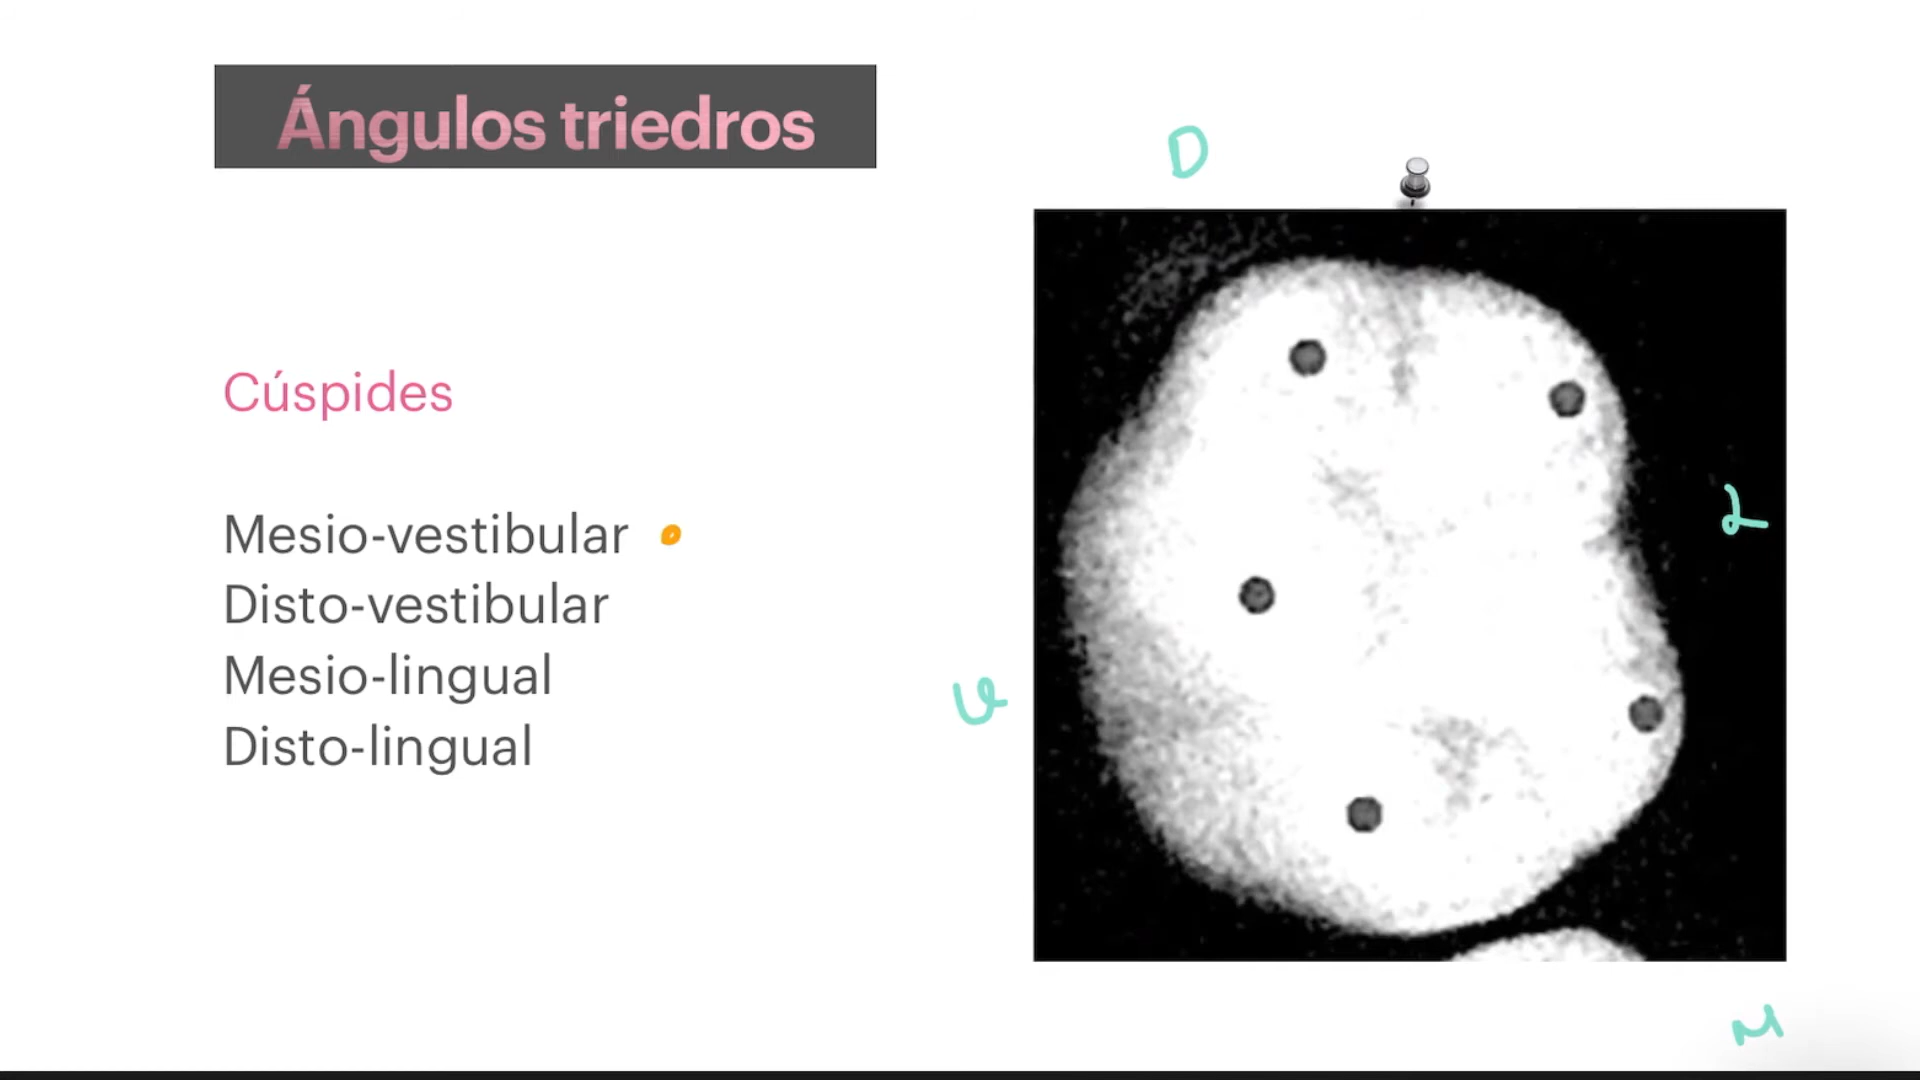 Ángulos triedros
D
Cúspides
Mesio-vestibular
Disto-vestibular
Mesio-lingual
Disto-lingual
L
V
M